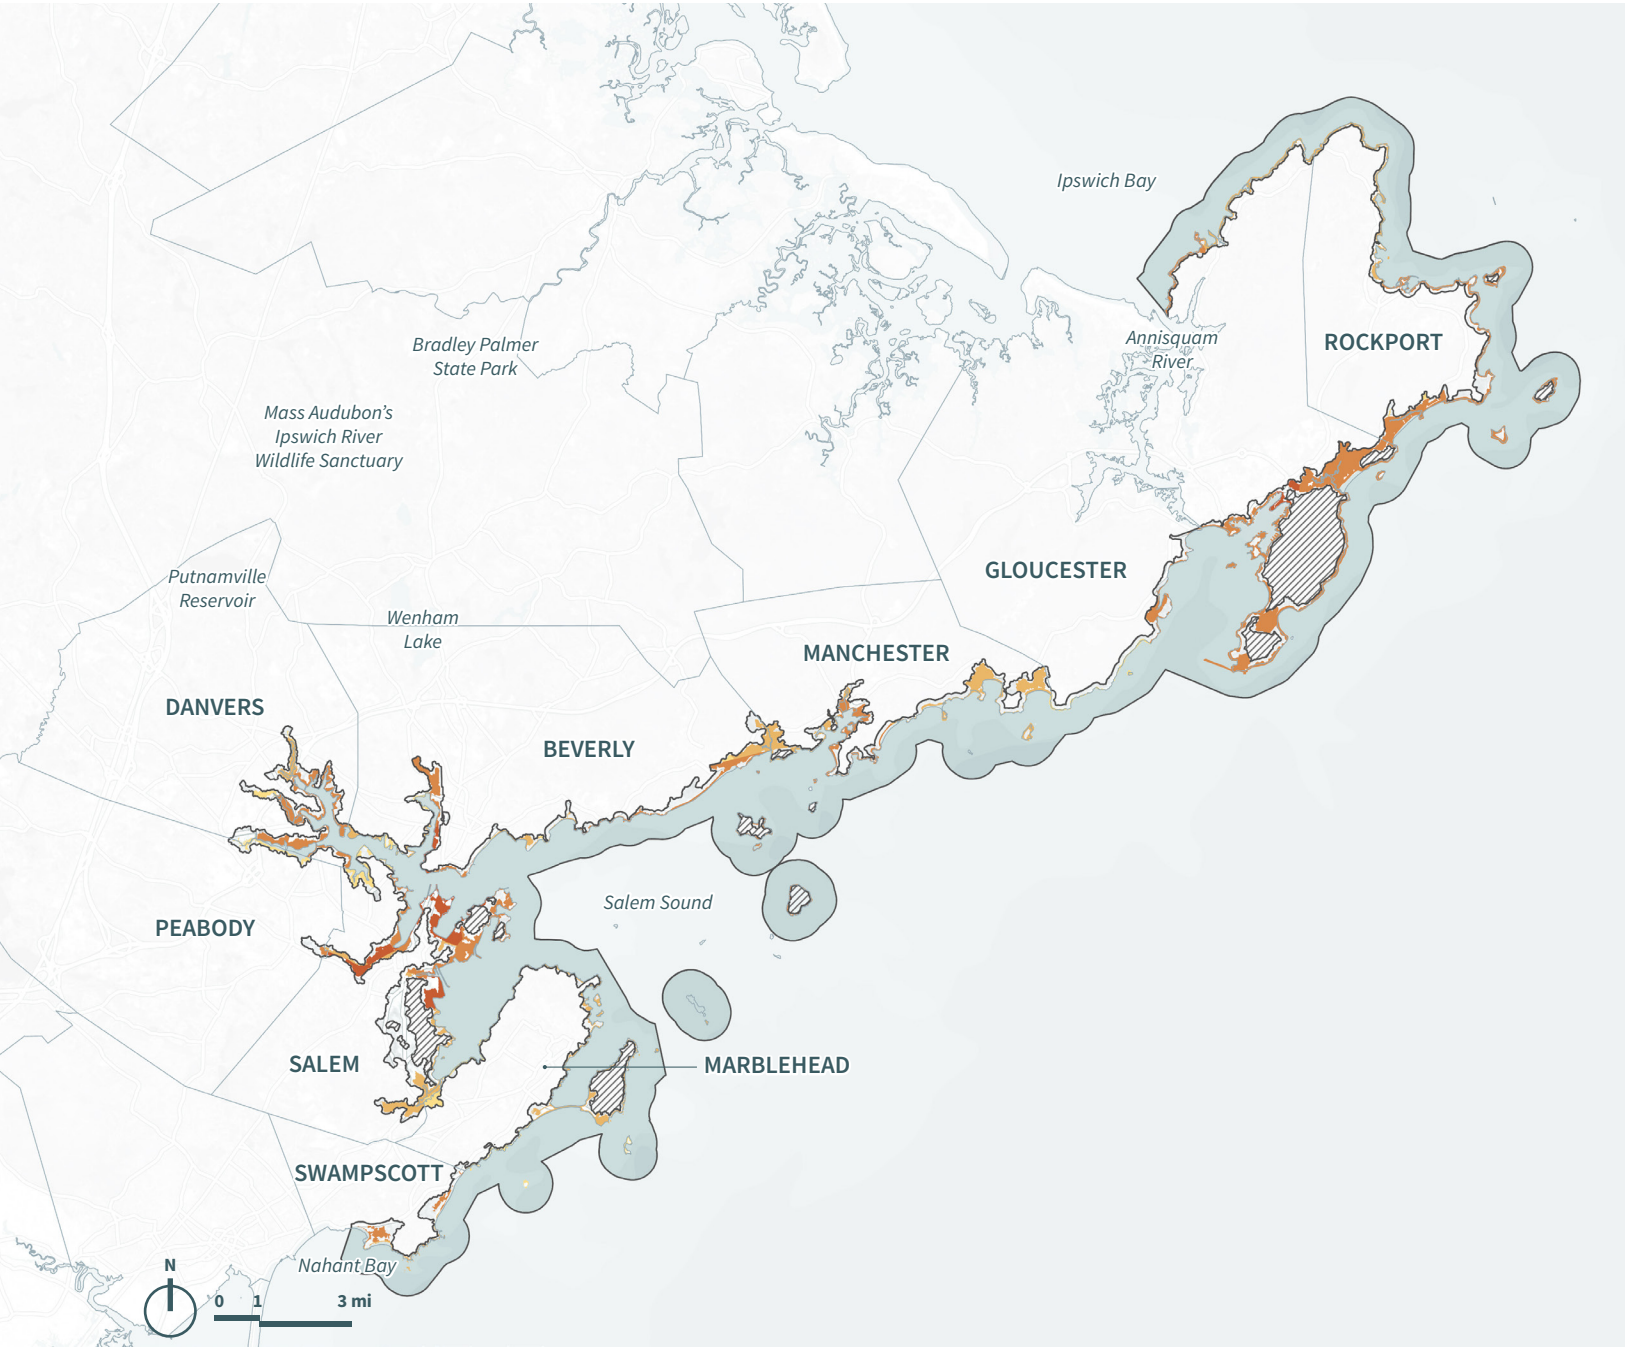 Ipswich Bay
Annisquam
River
ROCKPORT
Bradley Palmer
State Park
Mass Audubon’s
Ipswich River
Wildlife Sanctuary
GLOUCESTER
Putnamville
Reservoir
Wenham
Lake
MANCHESTER
DANVERS
BEVERLY
Salem Sound
PEABODY
SALEM
MARBLEHEAD
SWAMPSCOTT
Nahant Bay
N
0 1 3 mi